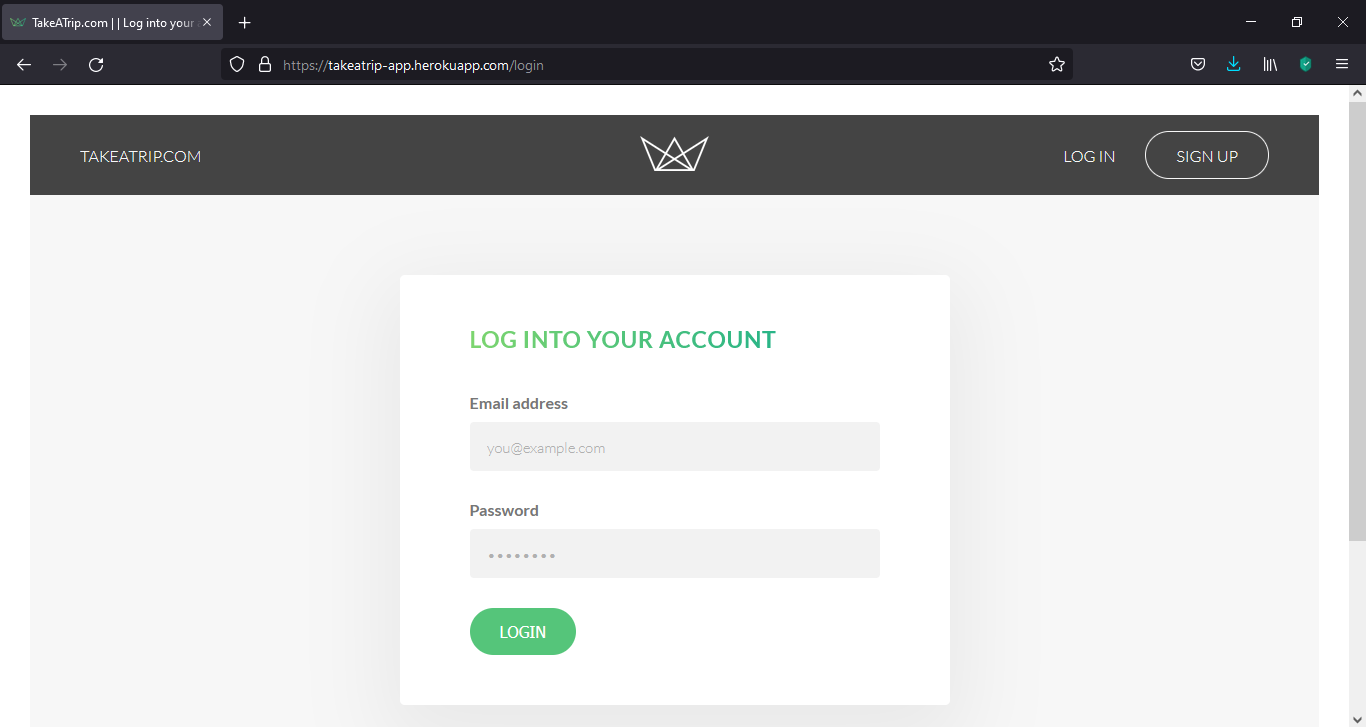 TakeATrip.com | | Log into your
https://takeatrip-app.herokuapp.com/login
TAKEATRIP.COM
LOG IN
SIGN UP
LOG INTO YOUR ACCOUNT
Email address
you@example.com
Password
••••••••
LOGIN